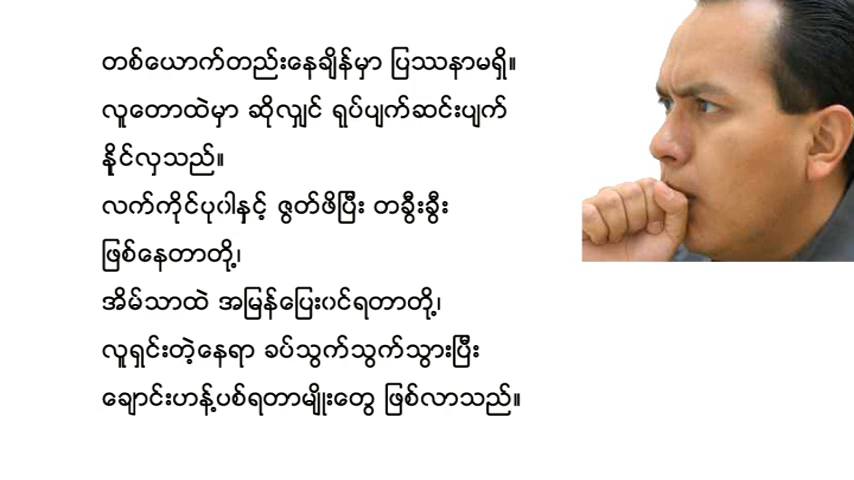 တစ်ယောက်တည်းနေချိန်မှာ ပြဿနာမရှိ။
လူတောထဲမှာ ဆိုလျှင် ရုပ်ပျက်ဆင်းပျက်
နိုင်လှသည်။
လက်ကိုင်ပုဝါနှင့် ဇွတ်ဖိပြီး တခွီးခွီး
ဖြစ်နေတာတို့၊
အိမ်သာထဲ အမြန်ပြေးဝင်ရတာတို့၊
လူရှင်းတဲ့နေရာ ခပ်သွက်သွက်သွားပြီး
ချောင်းဟန့်ပစ်ရတာမျိုးတွေ ဖြစ်လာသည်။